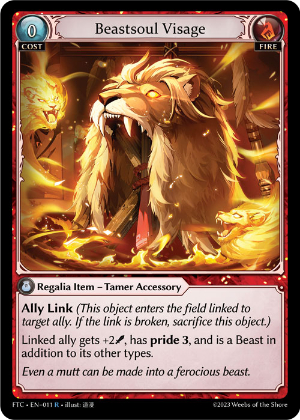 Beastsoul Visage
0
COST
FIRE
Regalia Item – Tamer Accessory
Ally Link (This object enters the field linked to
target ally. If the link is broken, sacrifice this object.)
Linked ally gets +2, has pride 3, and is a Beast in
addition to its other types.
Even a mutt can be made into a ferocious beast.
FTC • EN–011 R • illust: 道湲
©2023 Weebs of the Shore